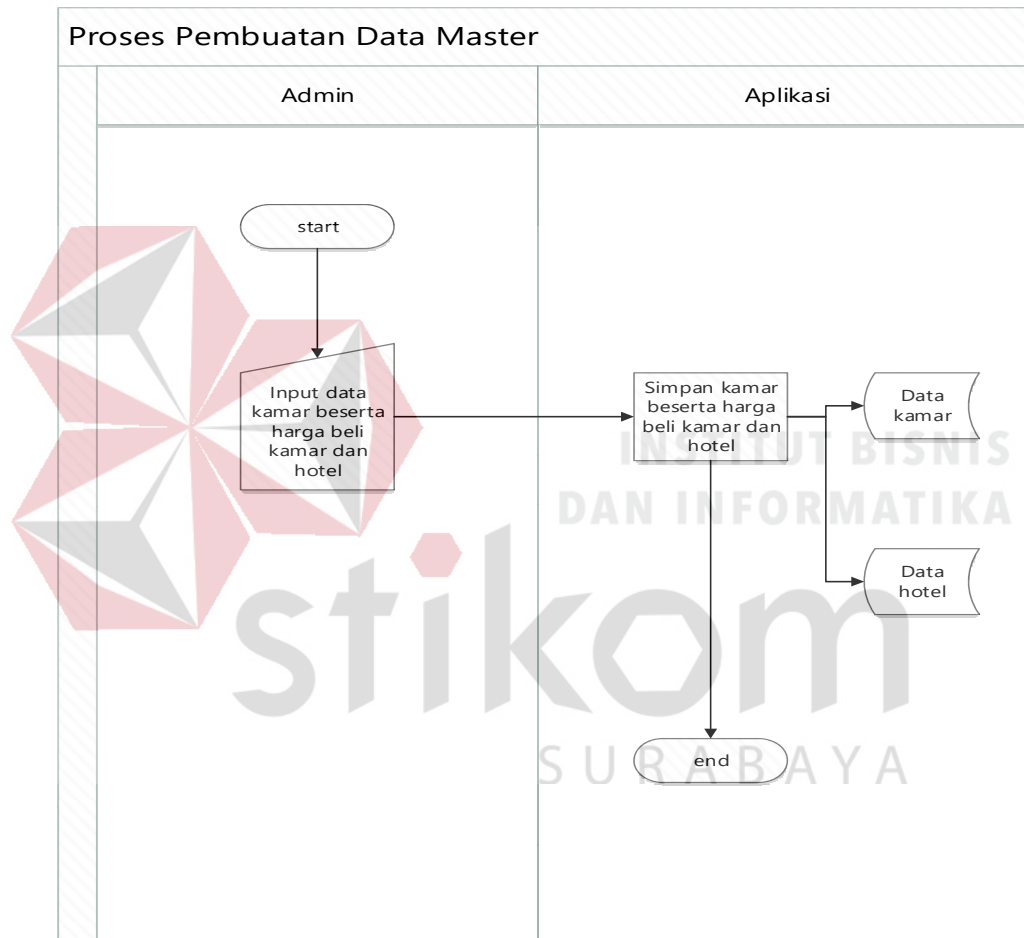 Proses Pembuatan Data Master
Admin
Aplikasi
start
Input data
kamar beserta
harga beli
kamar dan
hotel
Simpan kamar
beserta harga
beli kamar dan
hotel
Data
kamar
Data
hotel
end
INSTITUT BISNIS
DAN INFORMATIKA
stikom
SURABAYA